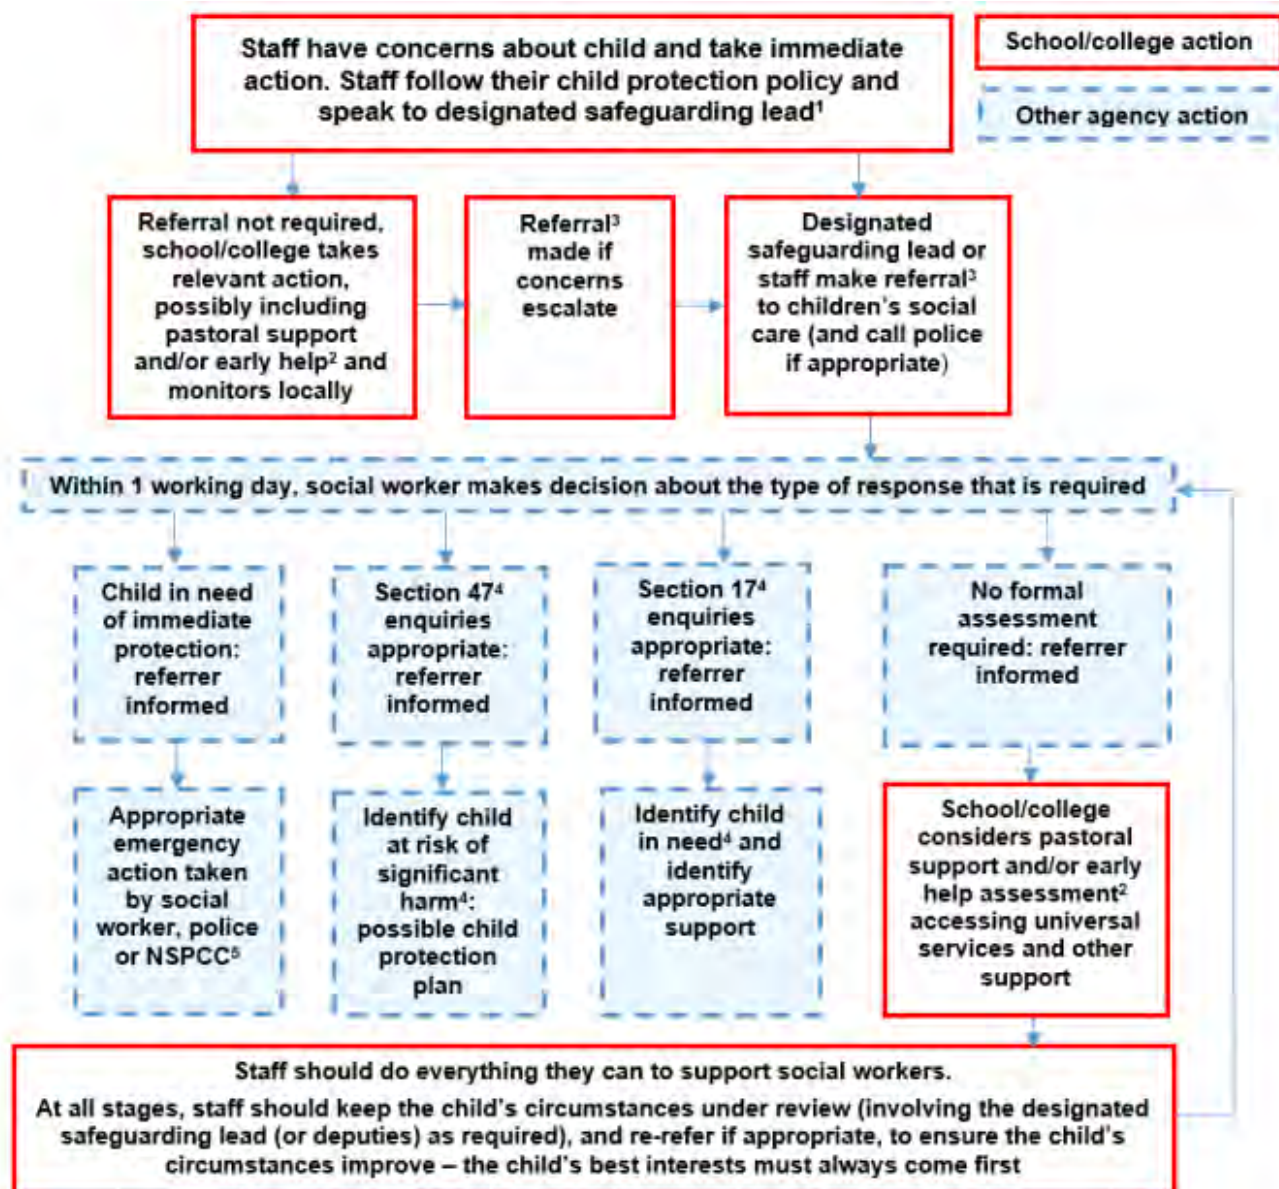 Staff have concerns about child and take immediate
action. Staff follow their child protection policy and
speak to designated safeguarding lead¹
School/college action
Other agency action
Referral not required,
school/college takes
relevant action,
possibly including
pastoral support
and/or early help² and
monitors locally
Referral³
made if
concerns
escalate
Designated
safeguarding lead or
staff make referral³
to children’s social
care (and call police
if appropriate)
Within 1 working day, social worker makes decision about the type of response that is required
Child in need
of immediate
protection:
referrer
informed
Section 47⁴
enquiries
appropriate:
referrer
informed
Section 17⁴
enquiries
appropriate:
referrer
informed
No formal
assessment
required: referrer
informed
Appropriate
emergency
action taken
by social
worker, police
or NSPCC⁵
Identify child
at risk of
significant
harm⁴:
possible child
protection
plan
Identify child
in need⁴ and
identify
appropriate
support
School/college
considers pastoral
support and/or early
help assessment²
accessing universal
services and other
support
Staff should do everything they can to support social workers.
At all stages, staff should keep the child’s circumstances under review (involving the designated
safeguarding lead (or deputies) as required), and re-refer if appropriate, to ensure the child’s
circumstances improve – the child’s best interests must always come first